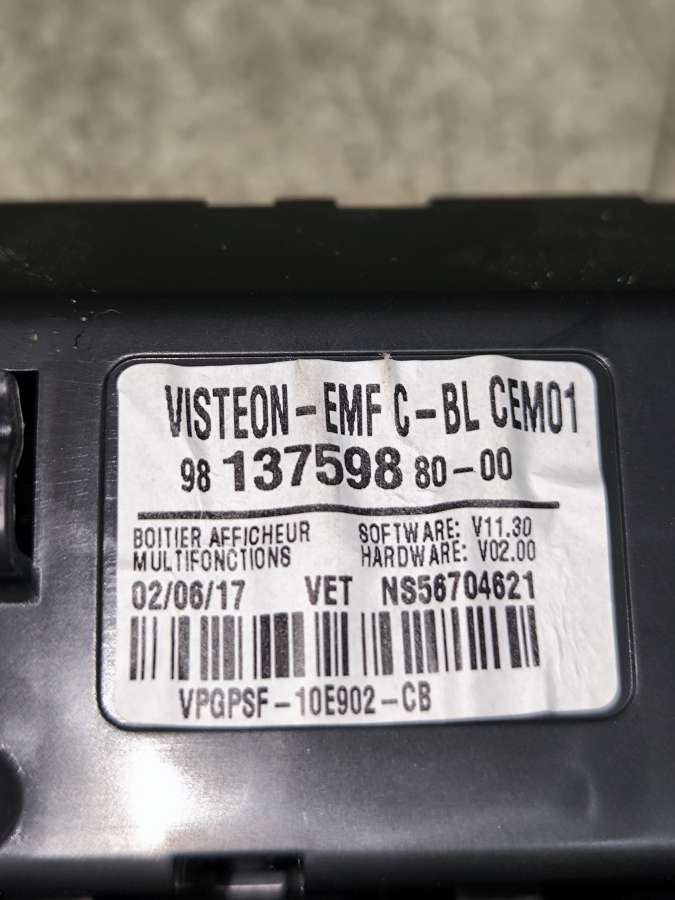 VISTEON-EMF C-BL CEM01
98 137598 80-00
BOITIER AFFICHEUR SOFTWARE: V11.30
MULTIFONCTIONS HARDWARE: V02.00
02/06/17 VET NS56704621
VPGPSF-10E902-CB